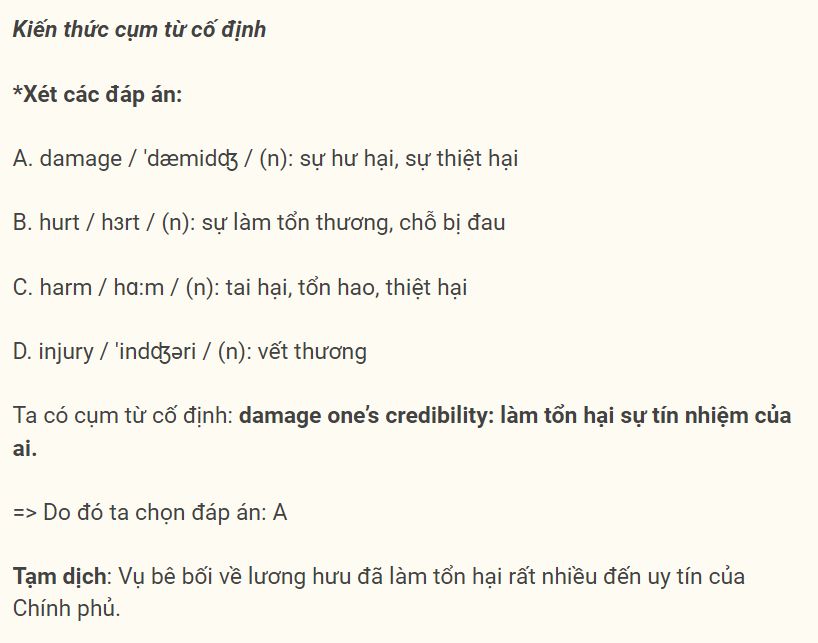 Kiến thức cụm từ cố định
*Xét các đáp án:
A. damage / 'dæmiʤ / (n): sự hư hại, sự thiệt hại
B. hurt / hɜrt / (n): sự làm tổn thương, chỗ bị đau
C. harm / hɑ:m / (n): tai hại, tổn hao, thiệt hại
D. injury / 'indʤəri / (n): vết thương
Ta có cụm từ cố định: damage one’s credibility: làm tổn hại sự tín nhiệm của
ai.
=> Do đó ta chọn đáp án: A
Tạm dịch: Vụ bê bối về lương hưu đã làm tổn hại rất nhiều đến uy tín của
Chính phủ.